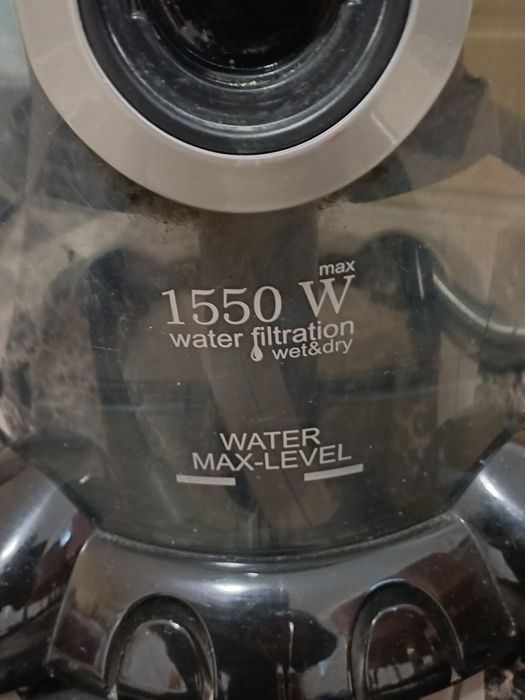 max
1550 W
water filtration
wet&dry
WATER
MAX-LEVEL